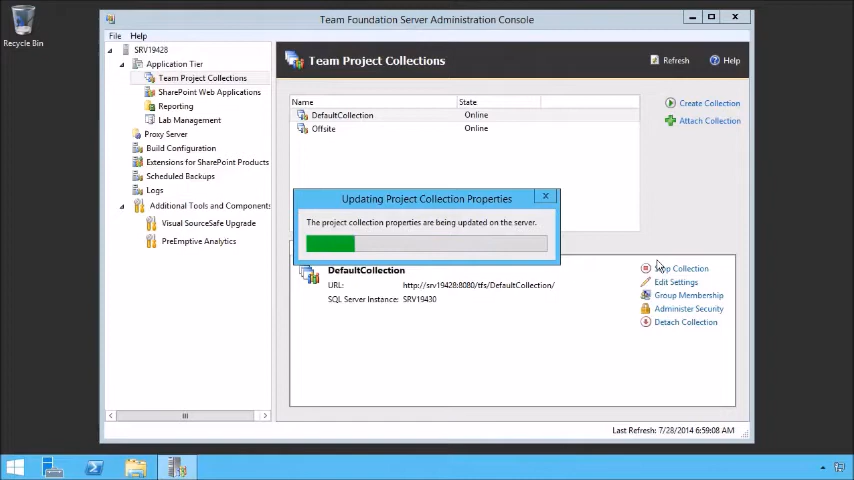 Recycle Bin
Team Foundation Server Administration Console
File Help
SRV19428
Application Tier
Team Project Collections
SharePoint Web Applications
Reporting
Lab Management
Proxy Server
Build Configuration
Extensions for SharePoint Products
Scheduled Backups
Logs
Additional Tools and Components
Visual SourceSafe Upgrade
PreEmptive Analytics
Team Project Collections
Refresh
Help
Name State
DefaultCollection Online
Offsite Online
Create Collection
Attach Collection
Updating Project Collection Properties
The project collection properties are being updated on the server.
DefaultCollection
URL: http://srv19428:8080/tfs/DefaultCollection/
SQL Server Instance: SRV19430
Stop Collection
Edit Settings
Group Membership
Administer Security
Detach Collection
Last Refresh: 7/28/2014 6:59:08 AM